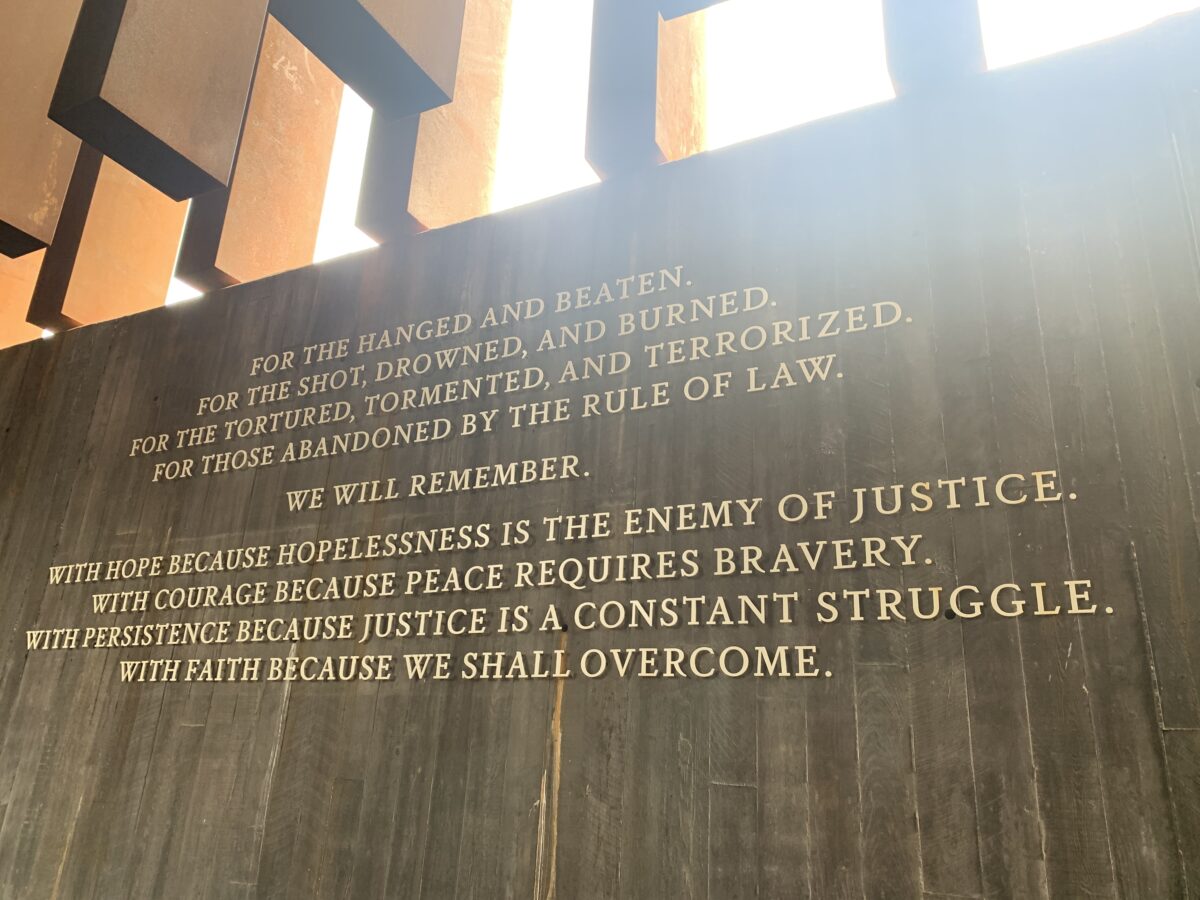 FOR THE HANGED AND BEATEN.
FOR THE SHOT, DROWNED, AND BURNED.
FOR THE TORTURED, TORMENTED, AND TERRORIZED.
FOR THOSE ABANDONED BY THE RULE OF LAW.
WE WILL REMEMBER.
WITH HOPE BECAUSE HOPELESSNESS IS THE ENEMY OF JUSTICE.
WITH COURAGE BECAUSE PEACE REQUIRES BRAVERY.
WITH PERSISTENCE BECAUSE JUSTICE IS A CONSTANT STRUGGLE.
WITH FAITH BECAUSE WE SHALL OVERCOME.